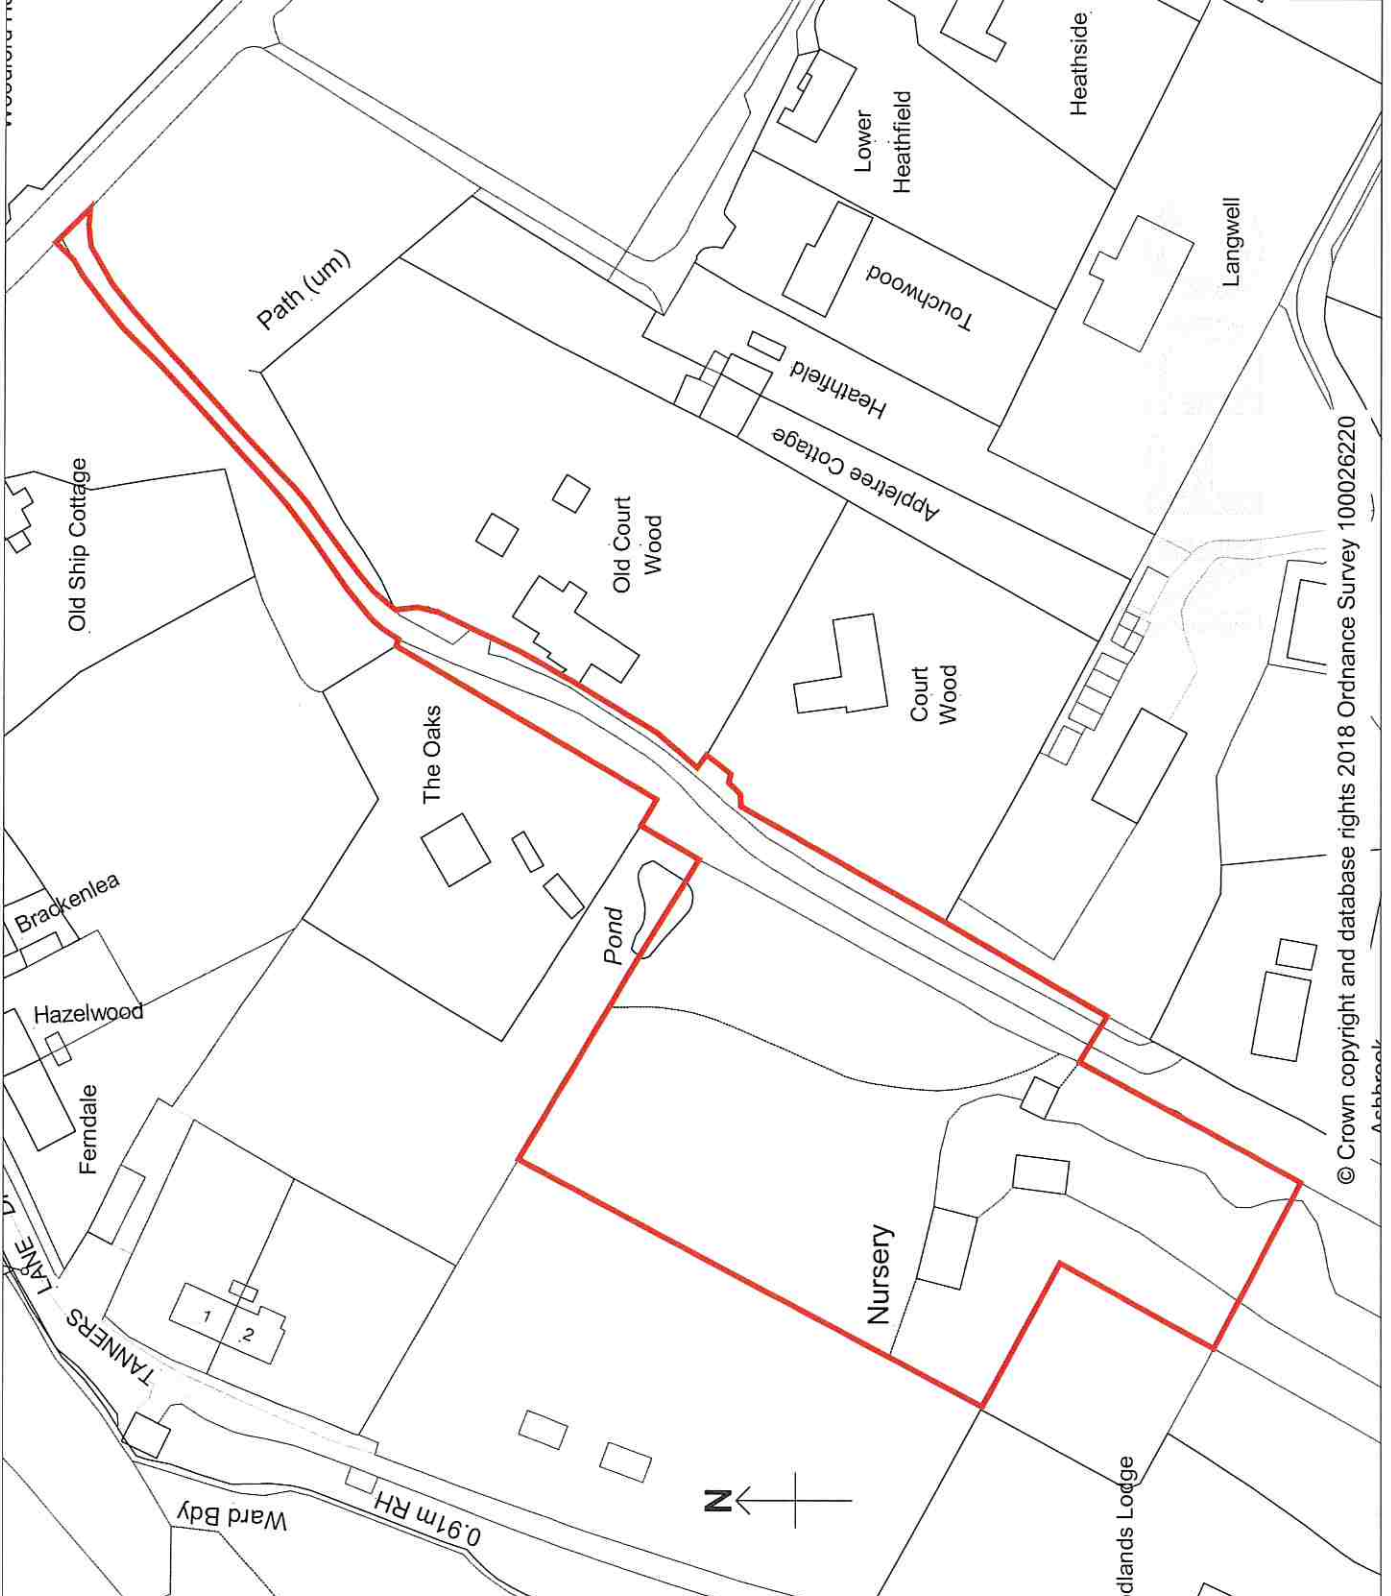 Old Ship Cottage
Path (um)
Lower
Heathfield
Heathside
Touchwood
Langwell
Heathfield
Appletree Cottage
Old Court
Wood
Court
Wood
The Oaks
Brackenlea
Hazelwood
Ferndale
Pond
LANE
TANNERS
1
2
Nursery
Ward Bdy
0.91m RH
N
© Crown copyright and database rights 2018 Ordnance Survey 100026220
dlands Lodge